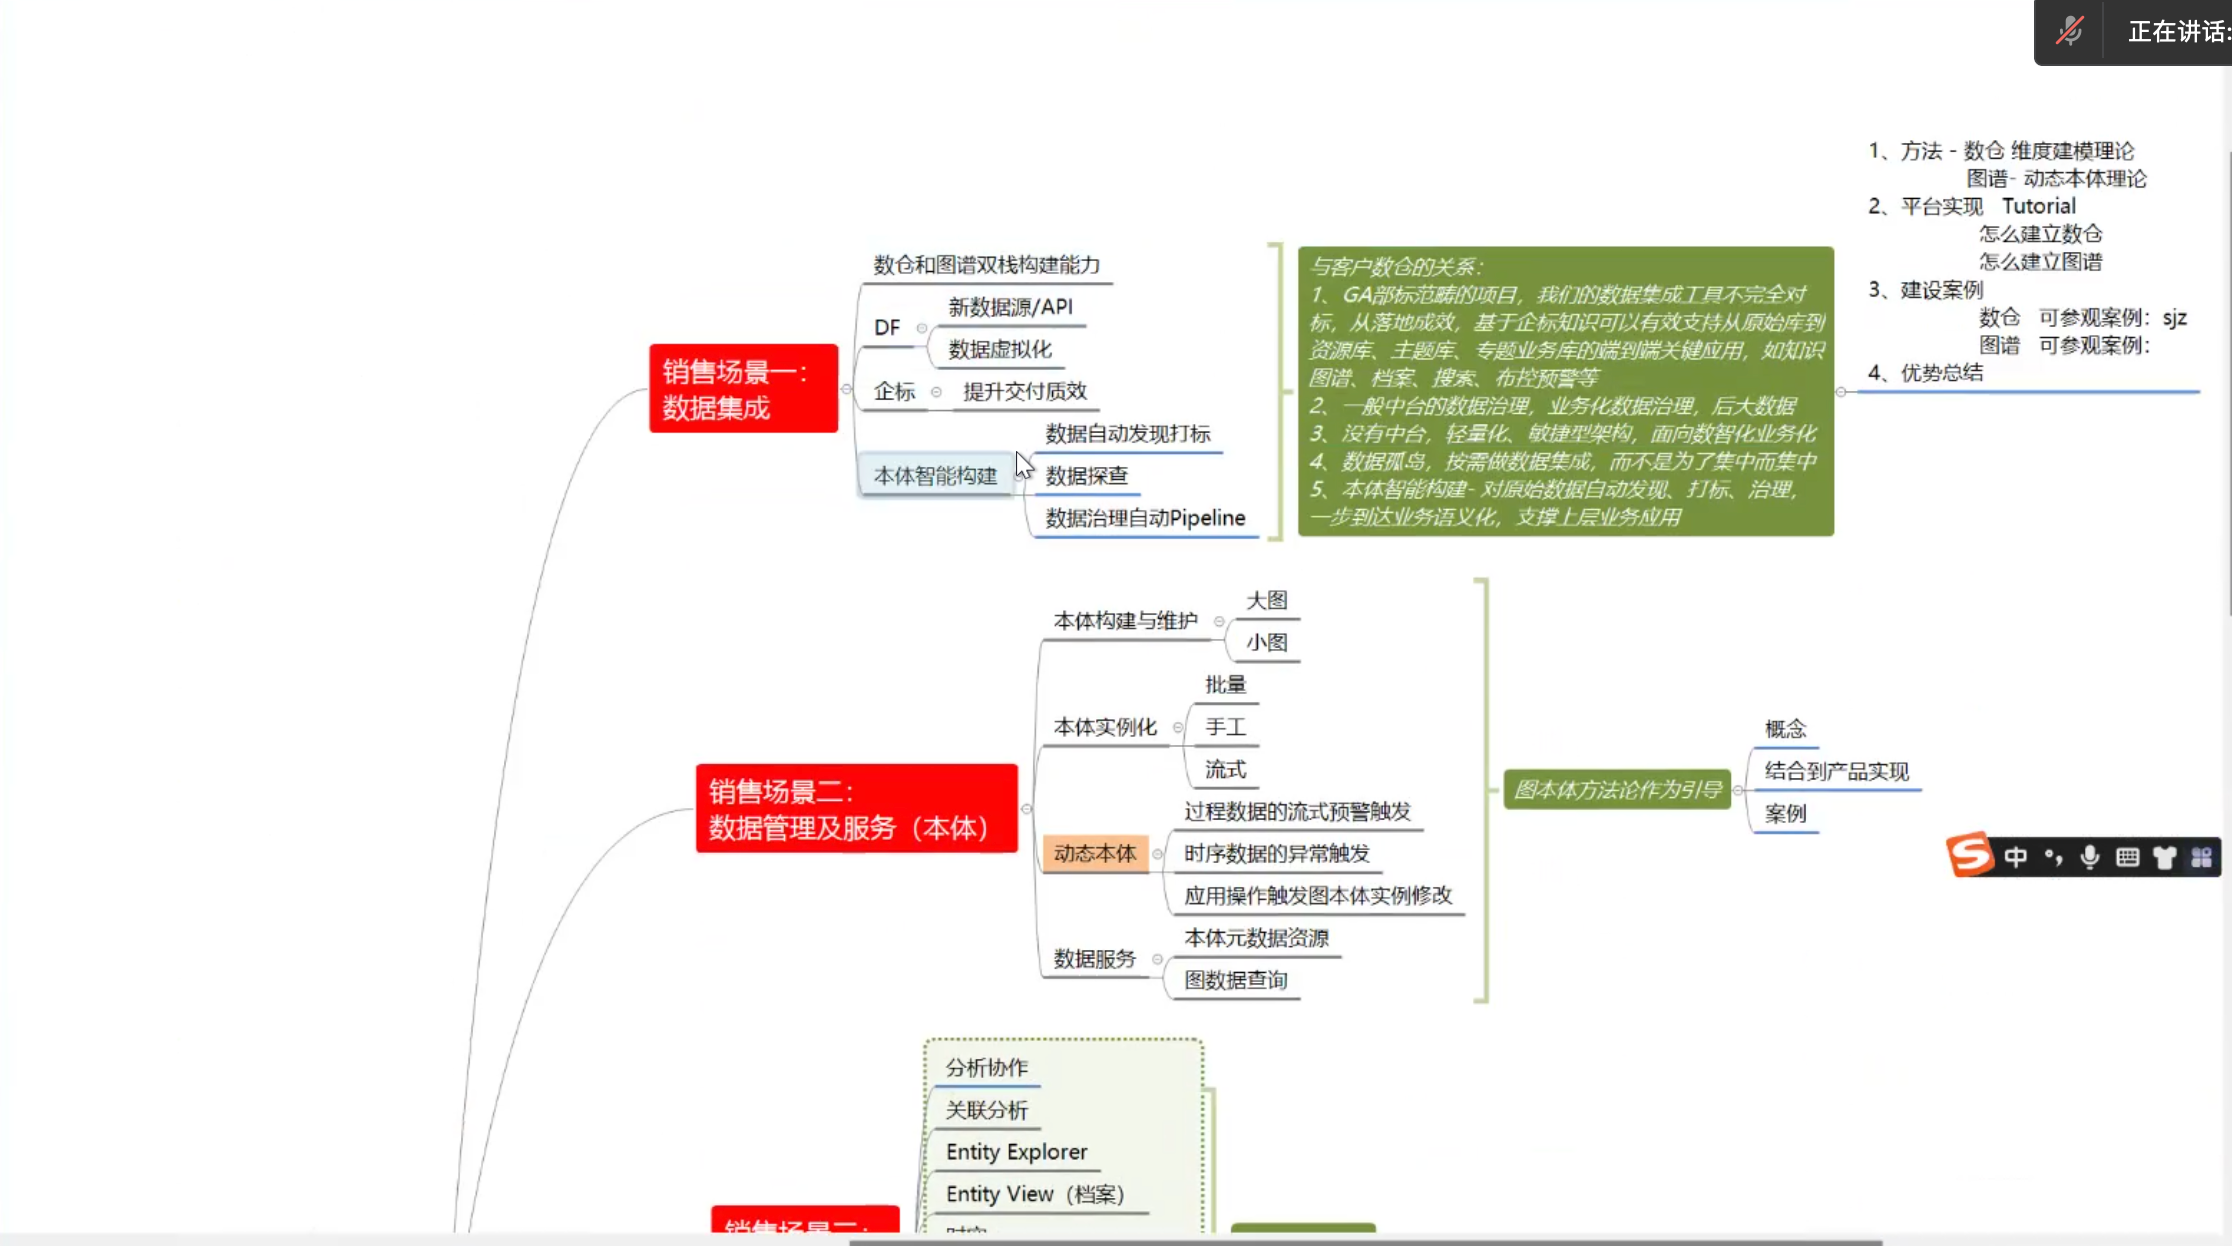 正在讲话:
销售场景一:
数据集成
数仓和图谱双栈构建能力
DF
新数据源/API
数据虚拟化
企标
提升交付质效
本体智能构建
数据自动发现打标
数据探查
数据治理自动Pipeline
与客户数仓的关系:
1、GA部标范畴的项目，我们的数据集成工具不完全对
标，从落地成效，基于企标知识可以有效支持从原始库到
资源库、主题库、专题业务库的端到端关键应用，如知识
图谱、档案、搜索、布控预警等
2、一般中台的数据治理，业务化数据治理，后大数据
3、没有中台，轻量化、敏捷型架构，面向数智化业务化
4、数据孤岛，按需做数据集成，而不是为了集中而集中
5、本体智能构建- 对原始数据自动发现、打标、治理，
一步到达业务语义化，支撑上层业务应用
1、方法 - 数仓 维度建模理论
图谱- 动态本体理论
2、平台实现 Tutorial
怎么建立数仓
怎么建立图谱
3、建设案例
数仓 可参观案例：sjz
图谱 可参观案例：
4、优势总结
销售场景二:
数据管理及服务（本体）
本体构建与维护
大图
小图
本体实例化
批量
手工
流式
动态本体
过程数据的流式预警触发
时序数据的异常触发
应用操作触发图本体实例修改
数据服务
本体元数据资源
图数据查询
图本体方法论作为引导
概念
结合到产品实现
案例
中
分析协作
关联分析
Entity Explorer
Entity View（档案）